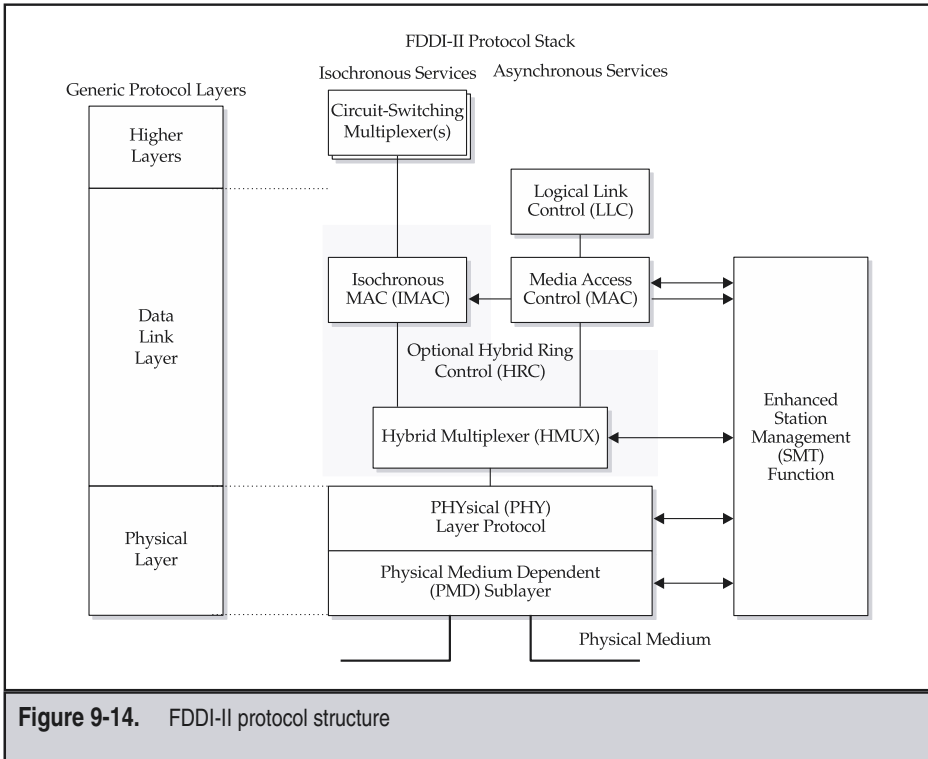 FDDI-II Protocol Stack
Isochronous Services
Asynchronous Services
Generic Protocol Layers
Higher
Layers
Data
Link
Layer
Physical
Layer
Circuit-Switching
Multiplexer(s)
Logical Link
Control (LLC)
Isochronous
MAC (IMAC)
Media Access
Control (MAC)
Optional Hybrid Ring
Control (HRC)
Hybrid Multiplexer (HMUX)
PHYsical (PHY)
Layer Protocol
Physical Medium Dependent
(PMD) Sublayer
Enhanced
Station
Management
(SMT)
Function
Physical Medium
Figure 9-14. FDDI-II protocol structure